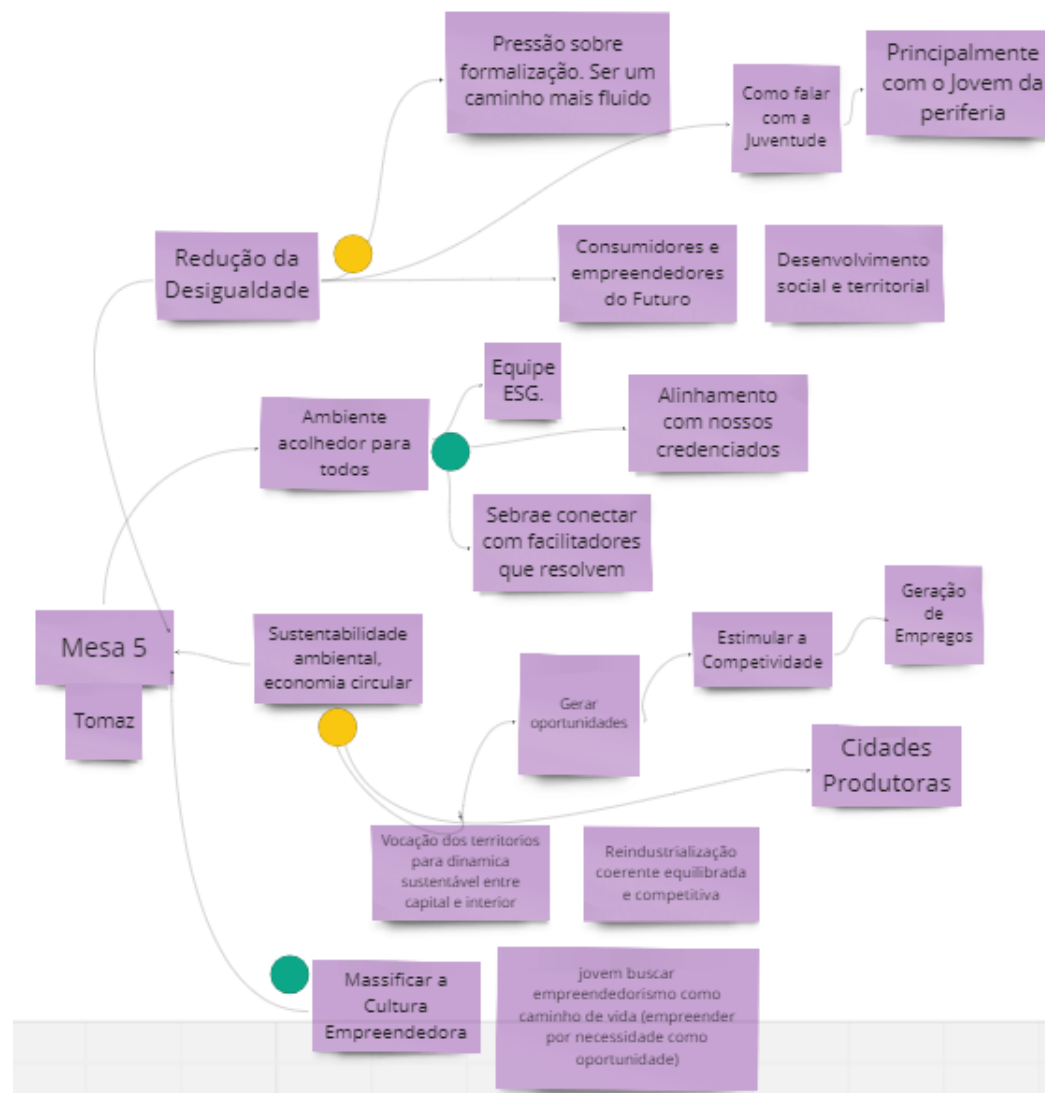 Pressão sobre
formalização. Ser um
caminho mais fluido
Como falar
com a
Juventude
Principalmente
com o Jovem da
periferia
Redução da
Desigualdade
Consumidores e
empreendedores
do Futuro
Desenvolvimento
social e territorial
Equipe
ESG.
Ambiente
acolhedor para
todos
Alinhamento
com nossos
credenciados
Sebrae conectar
com facilitadores
que resolvem
Mesa 5
Tomaz
Sustentabilidade
ambiental,
economia circular
Gerar
oportunidades
Estimular a
Competividade
Geração
de
Empregos
Cidades
Produtoras
Vocação dos territorios
para dinamica
sustentável entre
capital e interior
Reindustrialização
coerente equilibrada
e competitiva
Massificar a
Cultura
Empreendedora
jovem buscar
empreendedorismo como
caminho de vida (empreender
por necessidade como
oportunidade)